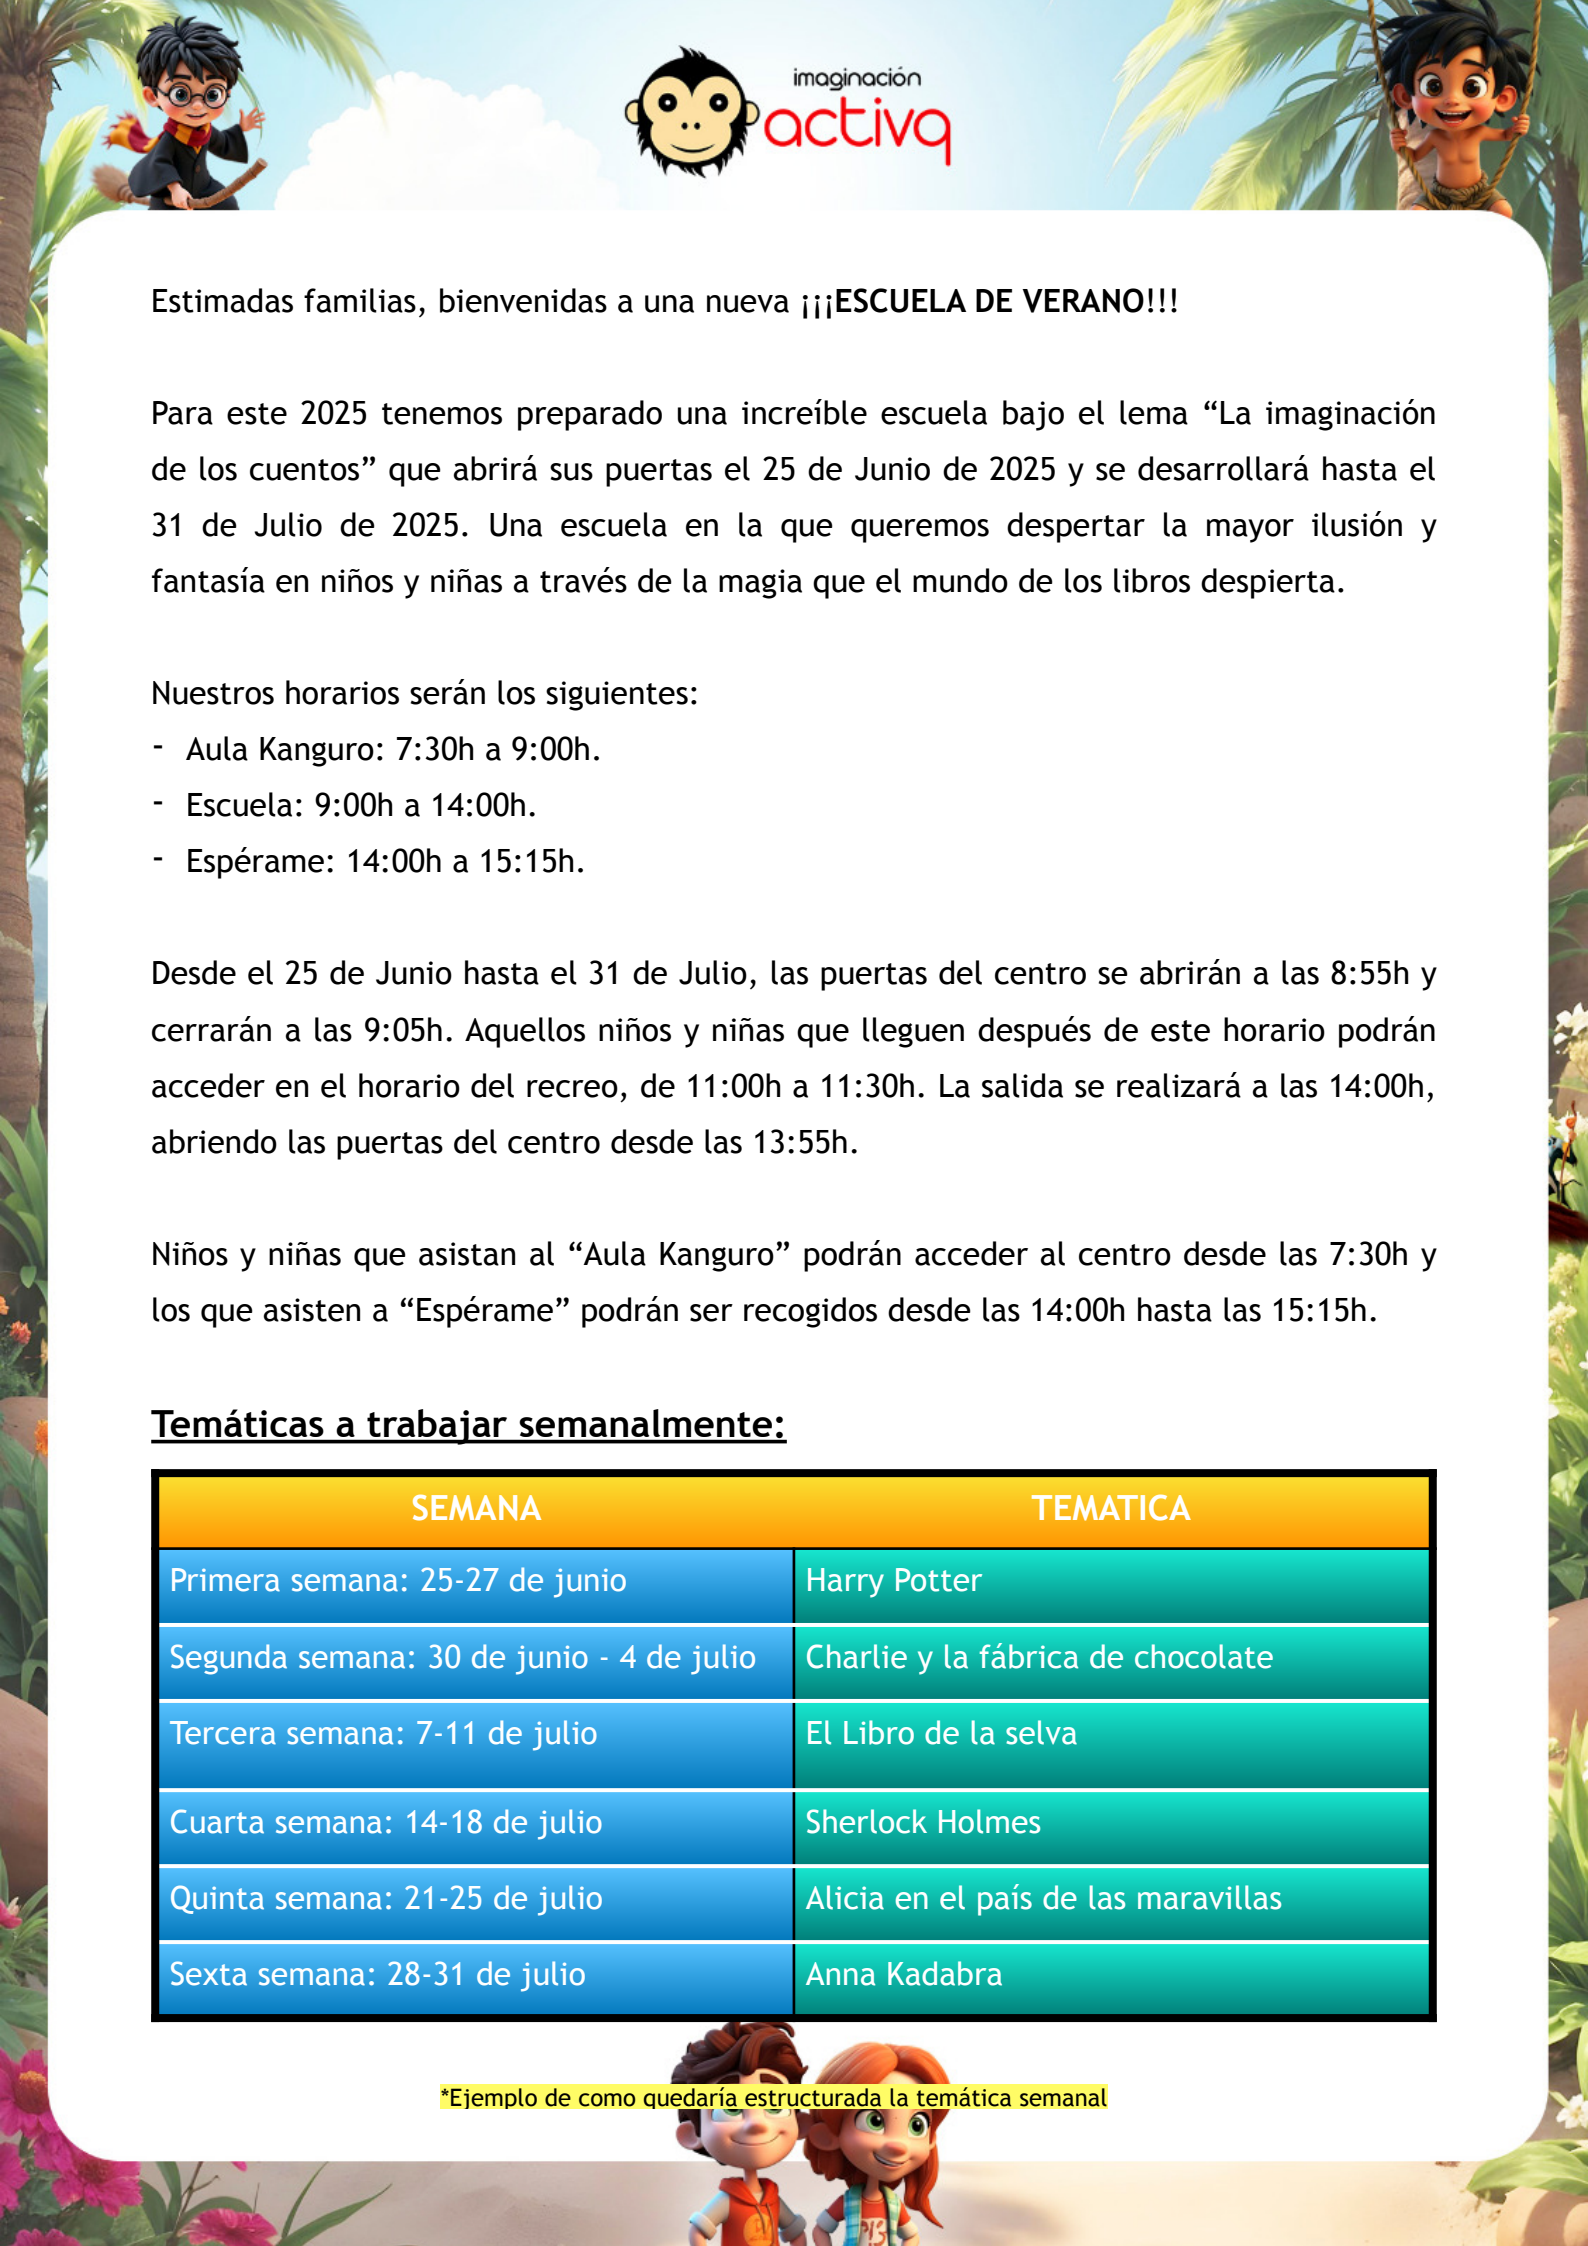 imaginación
activa
Estimadas familias, bienvenidas a una nueva ¡¡¡ESCUELA DE VERANO!!!
Para este 2025 tenemos preparado una increíble escuela bajo el lema “La imaginación
de los cuentos” que abrirá sus puertas el 25 de Junio de 2025 y se desarrollará hasta el
31 de Julio de 2025. Una escuela en la que queremos despertar la mayor ilusión y
fantasía en niños y niñas a través de la magia que el mundo de los libros despierta.
Nuestros horarios serán los siguientes:
- Aula Kanguro: 7:30h a 9:00h.
- Escuela: 9:00h a 14:00h.
- Espérame: 14:00h a 15:15h.
Desde el 25 de Junio hasta el 31 de Julio, las puertas del centro se abrirán a las 8:55h y
cerrarán a las 9:05h. Aquellos niños y niñas que lleguen después de este horario podrán
acceder en el horario del recreo, de 11:00h a 11:30h. La salida se realizará a las 14:00h,
abriendo las puertas del centro desde las 13:55h.
Niños y niñas que asistan al “Aula Kanguro” podrán acceder al centro desde las 7:30h y
los que asisten a “Espérame” podrán ser recogidos desde las 14:00h hasta las 15:15h.
Temáticas a trabajar semanalmente:
SEMANA TEMATICA
Primera semana: 25-27 de junio Harry Potter
Segunda semana: 30 de junio - 4 de julio Charlie y la fábrica de chocolate
Tercera semana: 7-11 de julio El Libro de la selva
Cuarta semana: 14-18 de julio Sherlock Holmes
Quinta semana: 21-25 de julio Alicia en el país de las maravillas
Sexta semana: 28-31 de julio Anna Kadabra
*Ejemplo de como quedaría estructurada la temática semanal